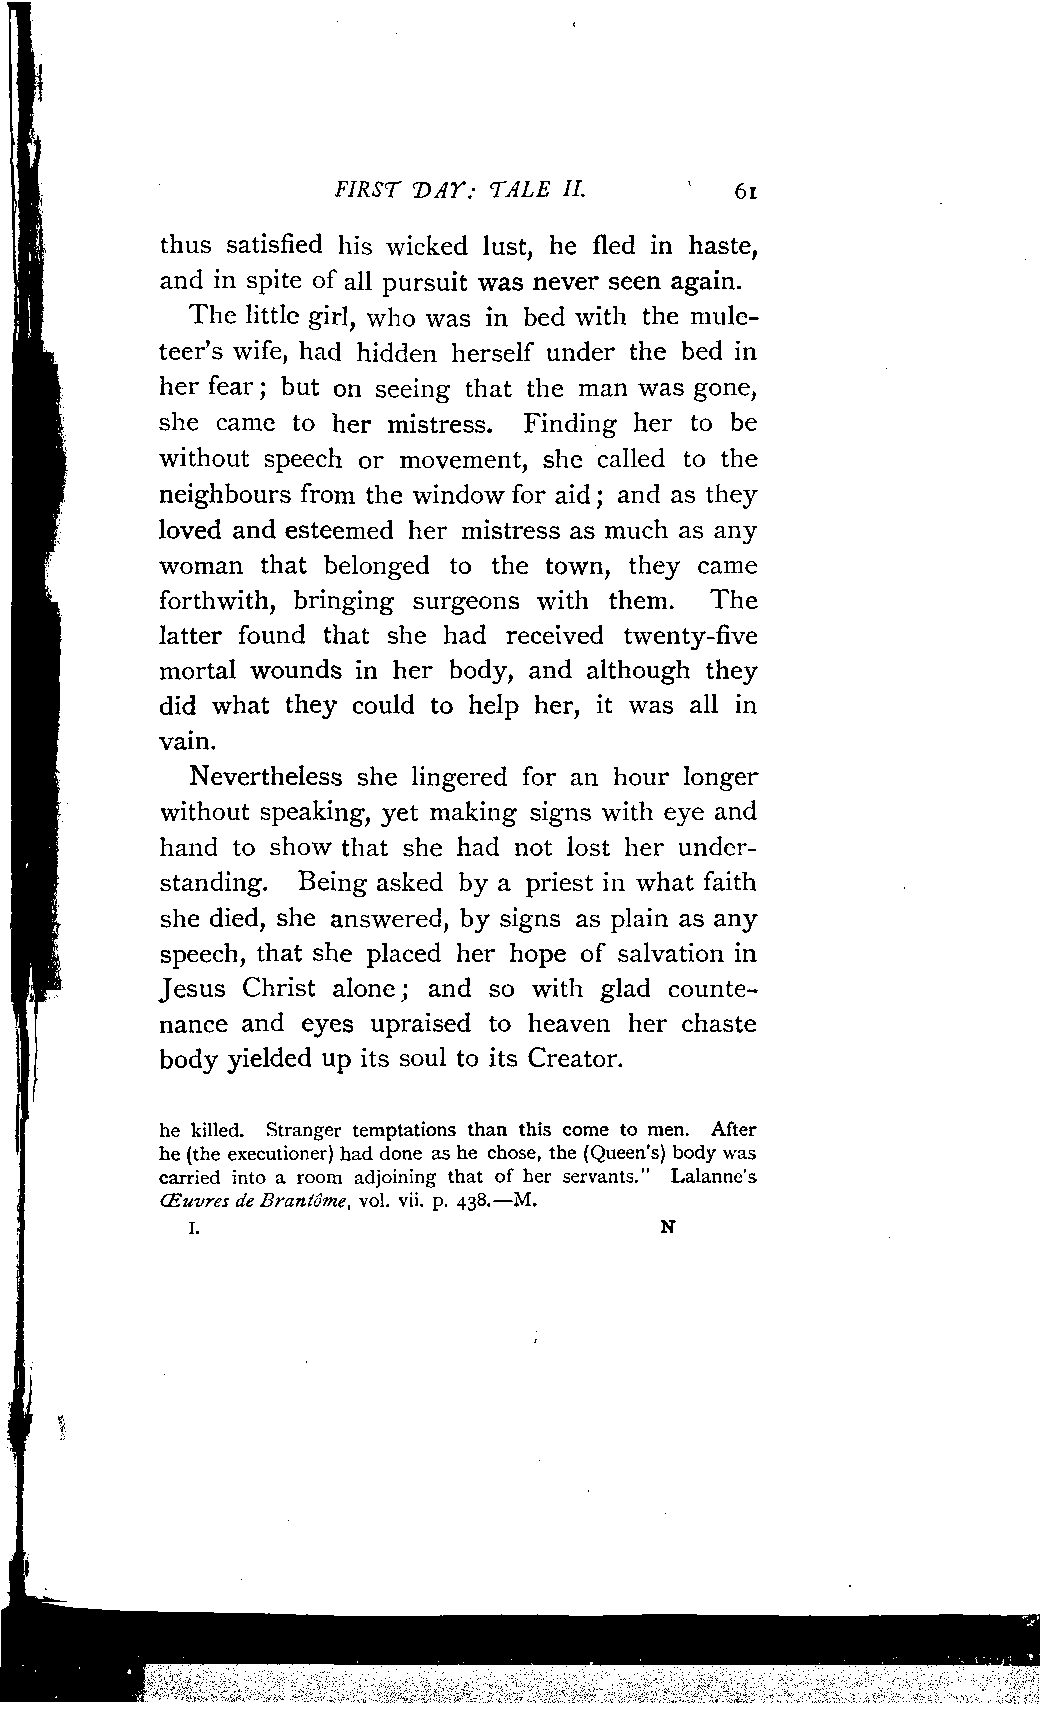 FIRST DAY: TALE II. 61
thus satisfied his wicked lust, he fled in haste,
and in spite of all pursuit was never seen again.
The little girl, who was in bed with the mule-
teer's wife, had hidden herself under the bed in
her fear; but on seeing that the man was gone,
she came to her mistress. Finding her to be
without speech or movement, she called to the
neighbours from the window for aid; and as they
loved and esteemed her mistress as much as any
woman that belonged to the town, they came
forthwith, bringing surgeons with them. The
latter found that she had received twenty-five
mortal wounds in her body, and although they
did what they could to help her, it was all in
vain.
Nevertheless she lingered for an hour longer
without speaking, yet making signs with eye and
hand to show that she had not lost her under-
standing. Being asked by a priest in what faith
she died, she answered, by signs as plain as any
speech, that she placed her hope of salvation in
Jesus Christ alone; and so with glad counte-
nance and eyes upraised to heaven her chaste
body yielded up its soul to its Creator.
he killed. Stranger temptations than this come to men. After
he (the executioner) had done as he chose, the (Queen's) body was
carried into a room adjoining that of her servants." Lalanne's
Œuvres de Brantôme, vol. vii. p. 438.—M.
I. N